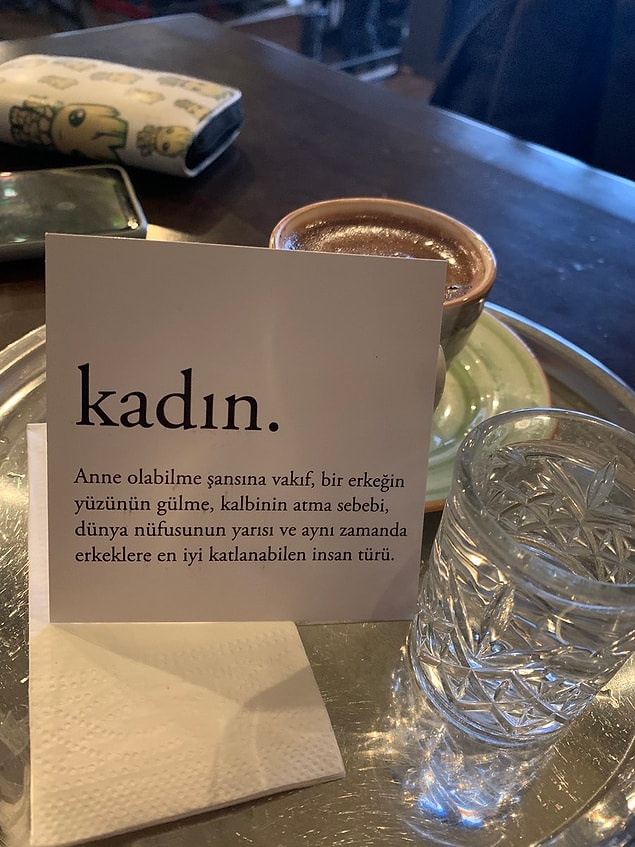 kadın.
Anne olabilme şansına vakıf, bir erkeğin
yüzünün gülme, kalbinin atma sebebi,
dünya nüfusunun yarısı ve aynı zamanda
erkeklere en iyi katlanabilen insan türü.